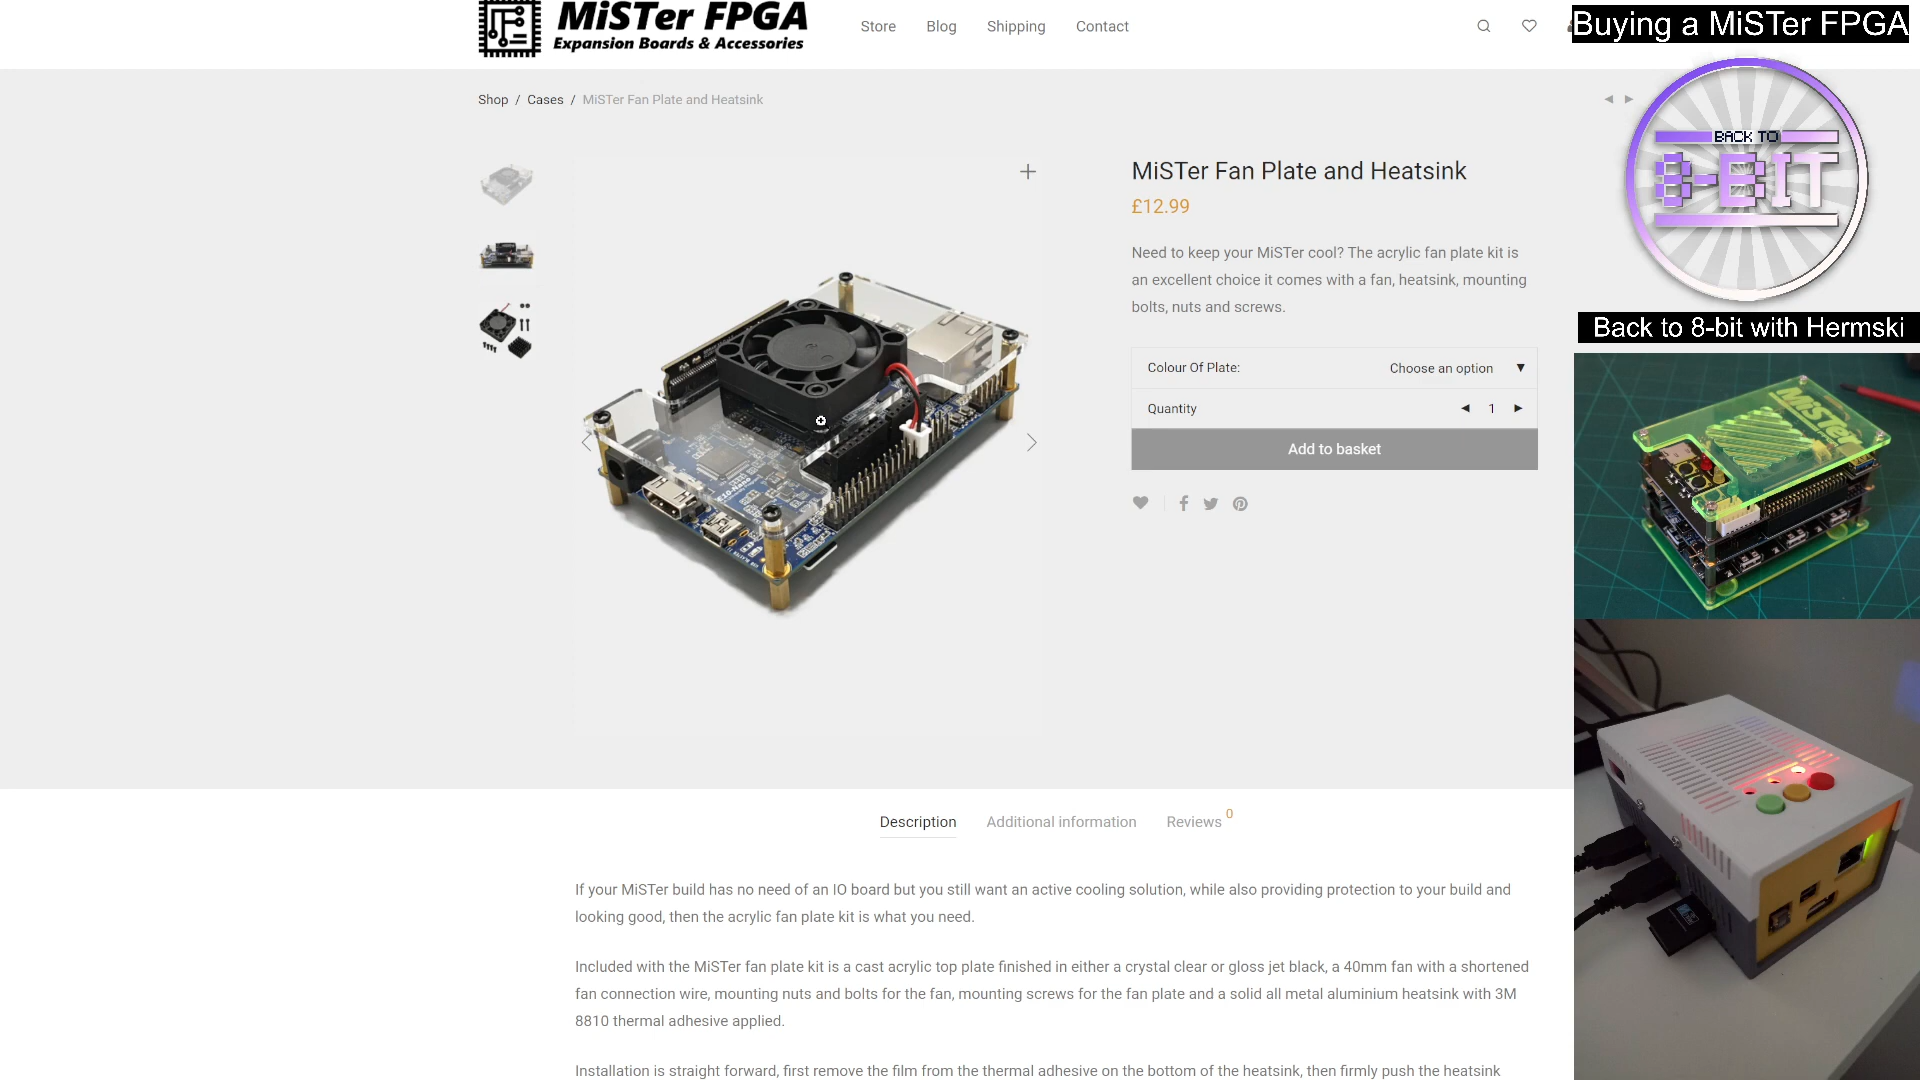 MiSTer FPGA
Expansion Boards & Accessories
Store
Blog
Shipping
Contact
Buying a MiSTer FPGA
Shop / Cases / MiSTer Fan Plate and Heatsink
BACK TO
8-BIT
MiSTer Fan Plate and Heatsink
£12.99
Need to keep your MiSTer cool? The acrylic fan plate kit is
an excellent choice it comes with a fan, heatsink, mounting
bolts, nuts and screws.
Back to 8-bit with Hermski
Colour Of Plate:
Choose an option
Quantity
1
Add to basket
MiSTer
Description
Additional information
Reviews 0
If your MiSTer build has no need of an IO board but you still want an active cooling solution, while also providing protection to your build and
looking good, then the acrylic fan plate kit is what you need.
Included with the MiSTer fan plate kit is a cast acrylic top plate finished in either a crystal clear or gloss jet black, a 40mm fan with a shortened
fan connection wire, mounting nuts and bolts for the fan, mounting screws for the fan plate and a solid all metal aluminium heatsink with 3M
8810 thermal adhesive applied.
Installation is straight forward, first remove the film from the thermal adhesive on the bottom of the heatsink, then firmly push the heatsink